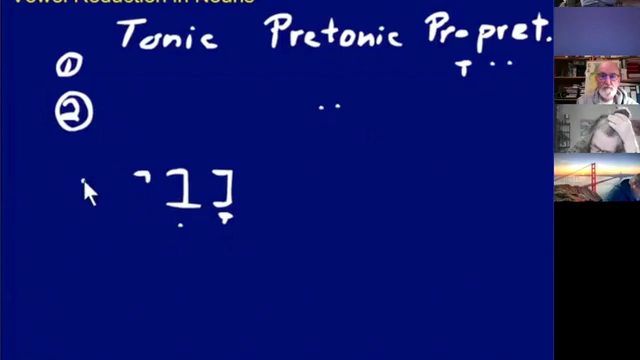 Vowel Reduction in Nouns
Tonic Pretonic Pro-pret.
① ָ ֵ
② ֵ
נָבִי